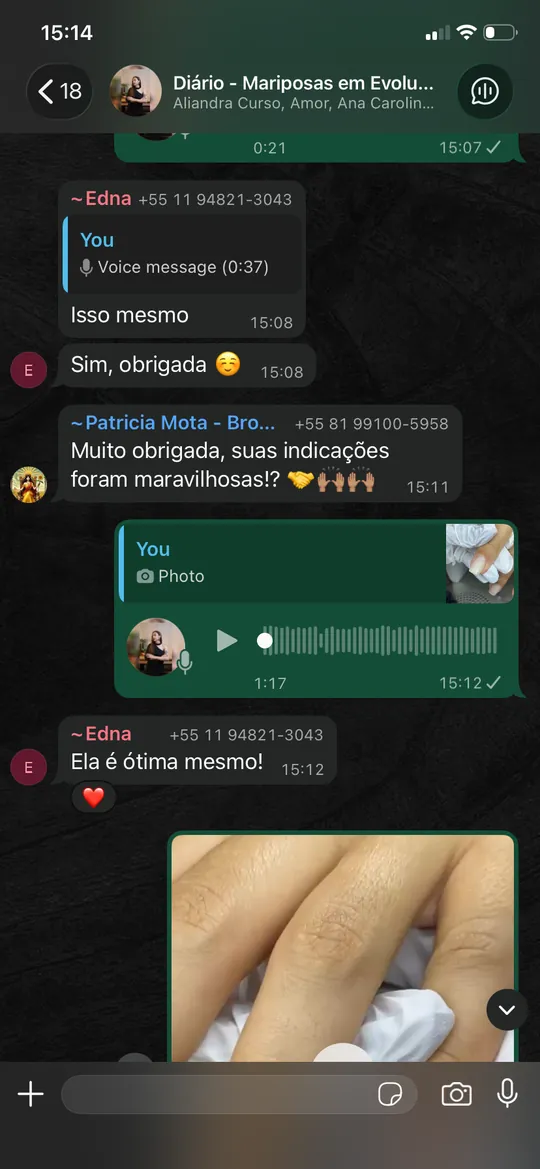 15:14
18
Diário - Mariposas em Evolu...
Aliandra Curso, Amor, Ana Carolin...
0:21
15:07
~Edna +55 11 94821-3043
You
Voice message (0:37)
Isso mesmo
15:08
E
Sim, obrigada ☺️
15:08
~Patricia Mota - Bro... +55 81 99100-5958
Muito obrigada, suas indicações
foram maravilhosas!? 🤝🙌🏽🙌🏽
15:11
You
Photo
1:17
15:12
~Edna +55 11 94821-3043
E
Ela é ótima mesmo!
15:12
❤️